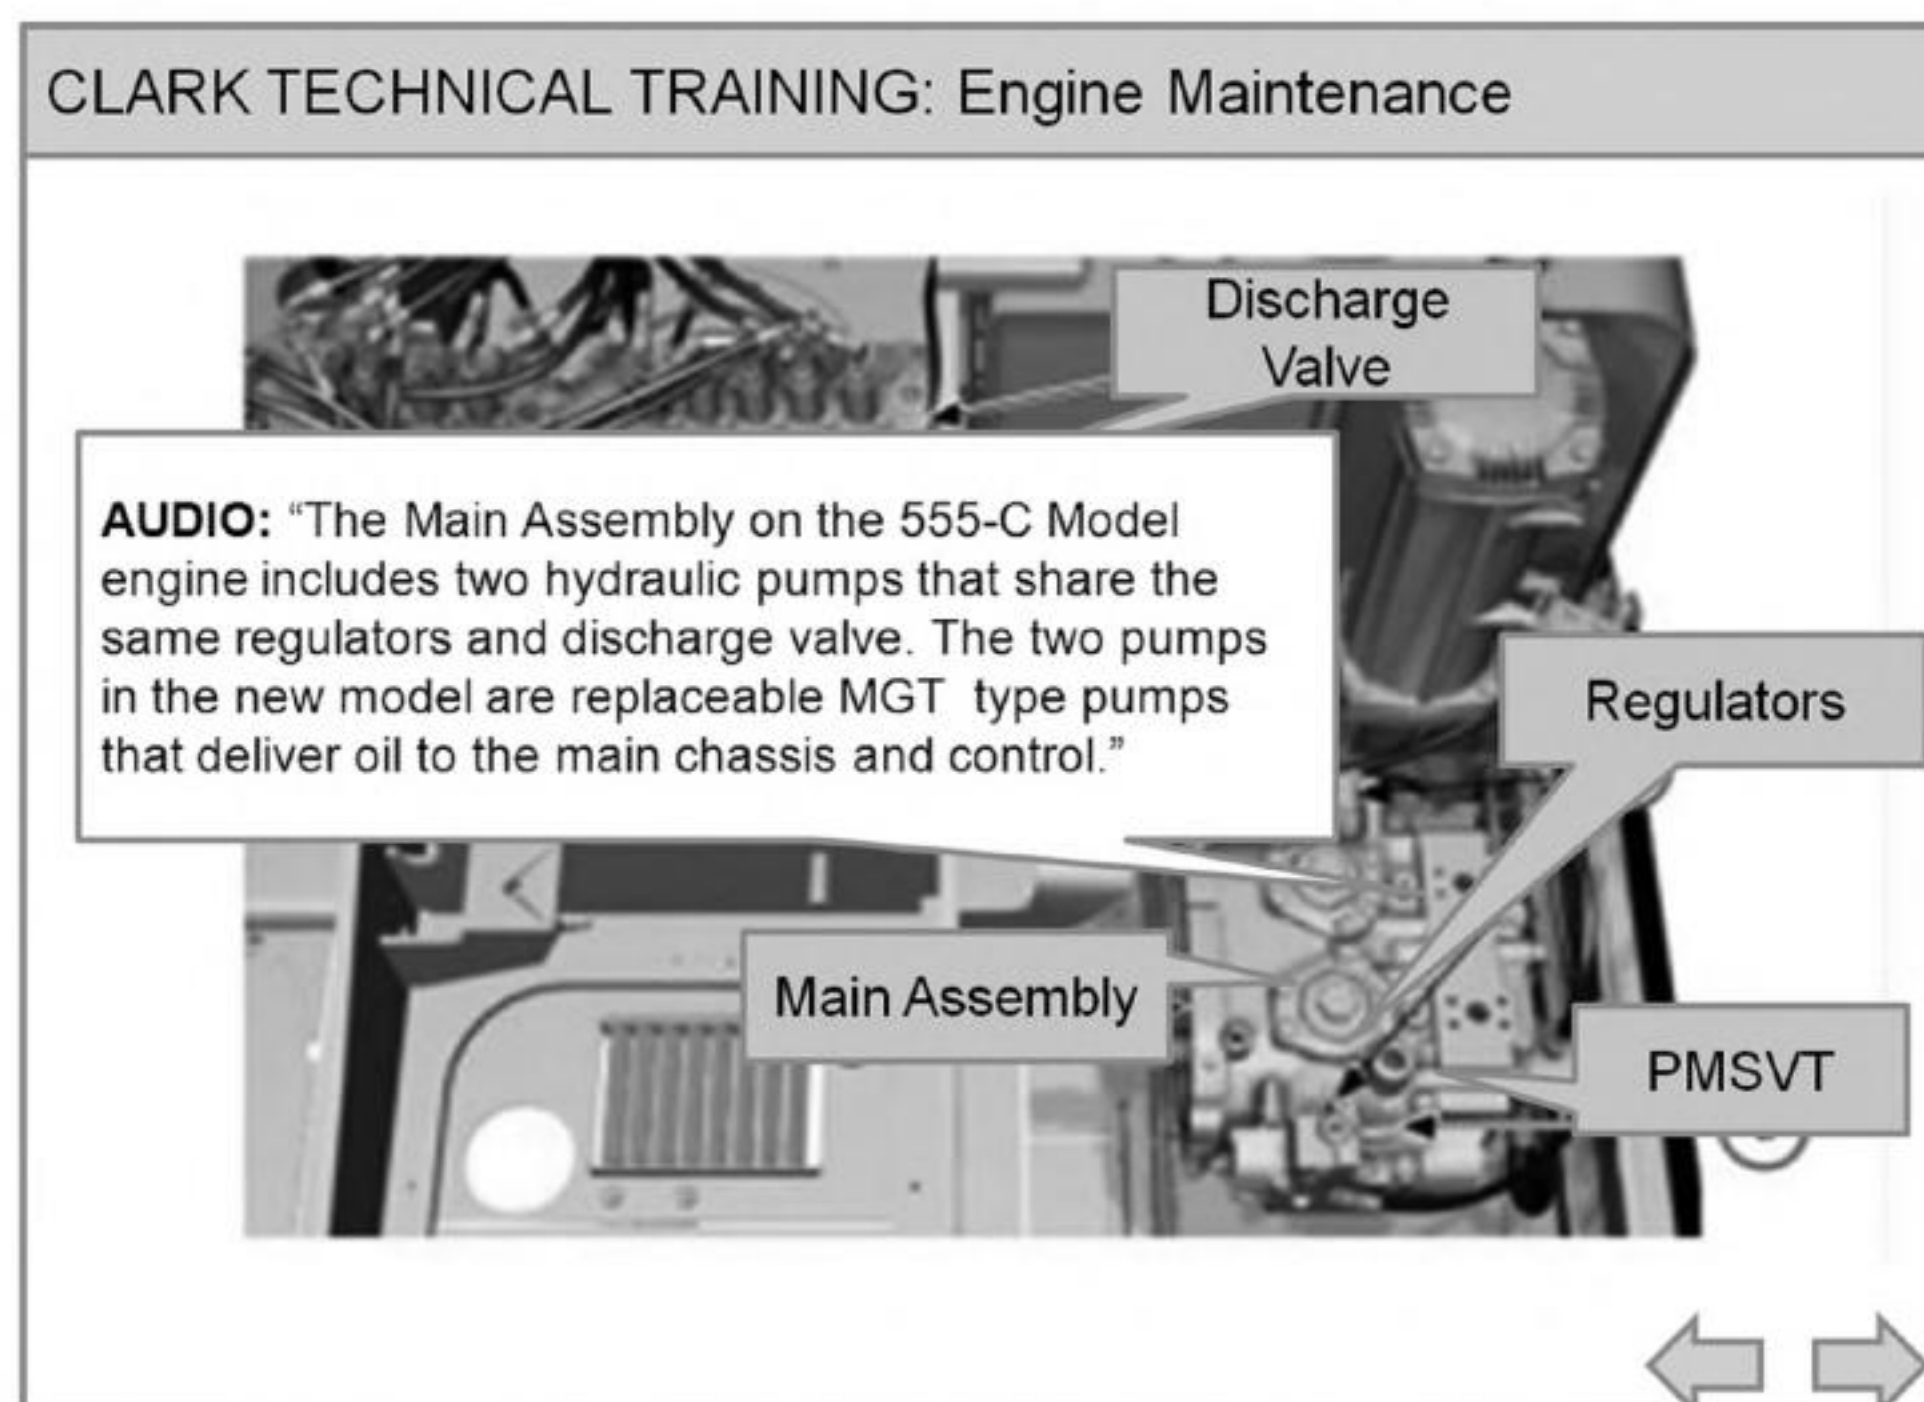 CLARK TECHNICAL TRAINING: Engine Maintenance
Discharge
Valve
AUDIO: “The Main Assembly on the 555-C Model
engine includes two hydraulic pumps that share the
same regulators and discharge valve. The two pumps
in the new model are replaceable MGT type pumps
that deliver oil to the main chassis and control.”
Regulators
Main Assembly
PMSVT